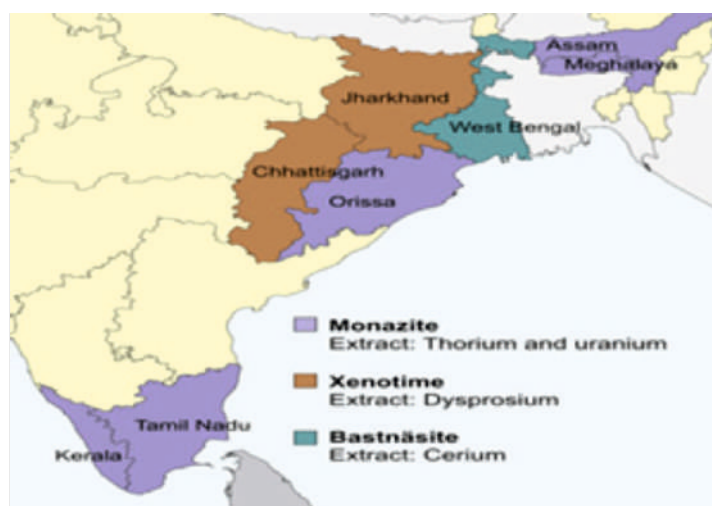 Assam
Meghalaya
Jharkhand
West Bengal
Chhattisgarh
Orissa
Monazite
Extract: Thorium and uranium
Xenotime
Extract: Dysprosium
Tamil Nadu
Bastnäsite
Kerala
Extract: Cerium